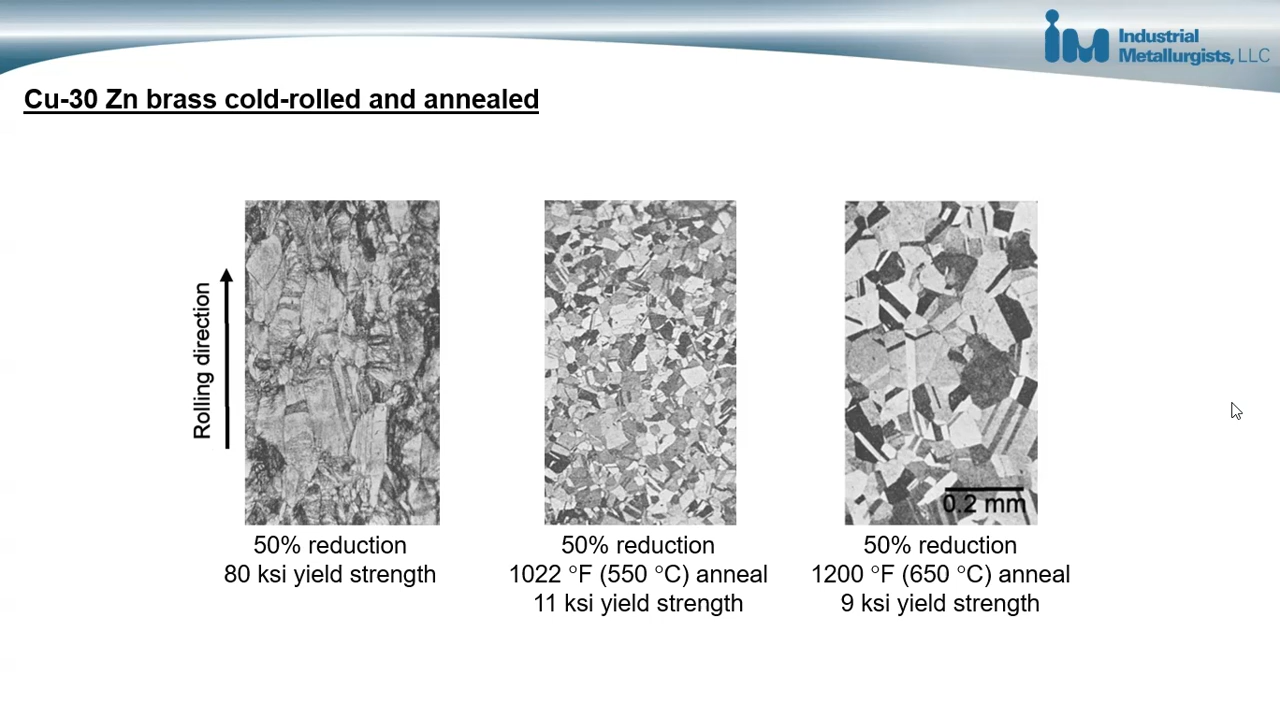 Industrial
Metallurgists, LLC
Cu-30 Zn brass cold-rolled and annealed
Rolling direction
0.2 mm
50% reduction
80 ksi yield strength
50% reduction
1022 °F (550 °C) anneal
11 ksi yield strength
50% reduction
1200 °F (650 °C) anneal
9 ksi yield strength